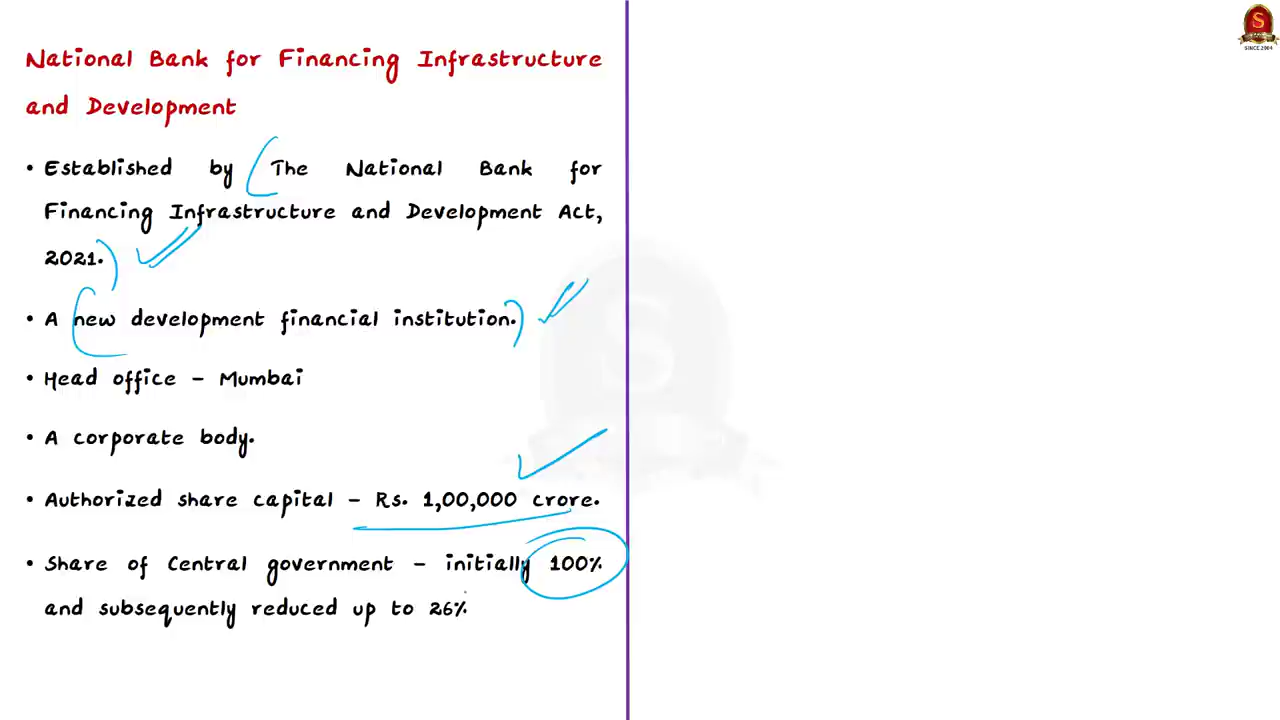 National Bank for Financing Infrastructure
and Development
• Established by The National Bank for
Financing Infrastructure and Development Act,
2021.
• A new development financial institution.
• Head office – Mumbai
• A corporate body.
• Authorized share capital – Rs. 1,00,000 crore.
• Share of Central government – initially 100%
and subsequently reduced up to 26%
S
SINCE 2004